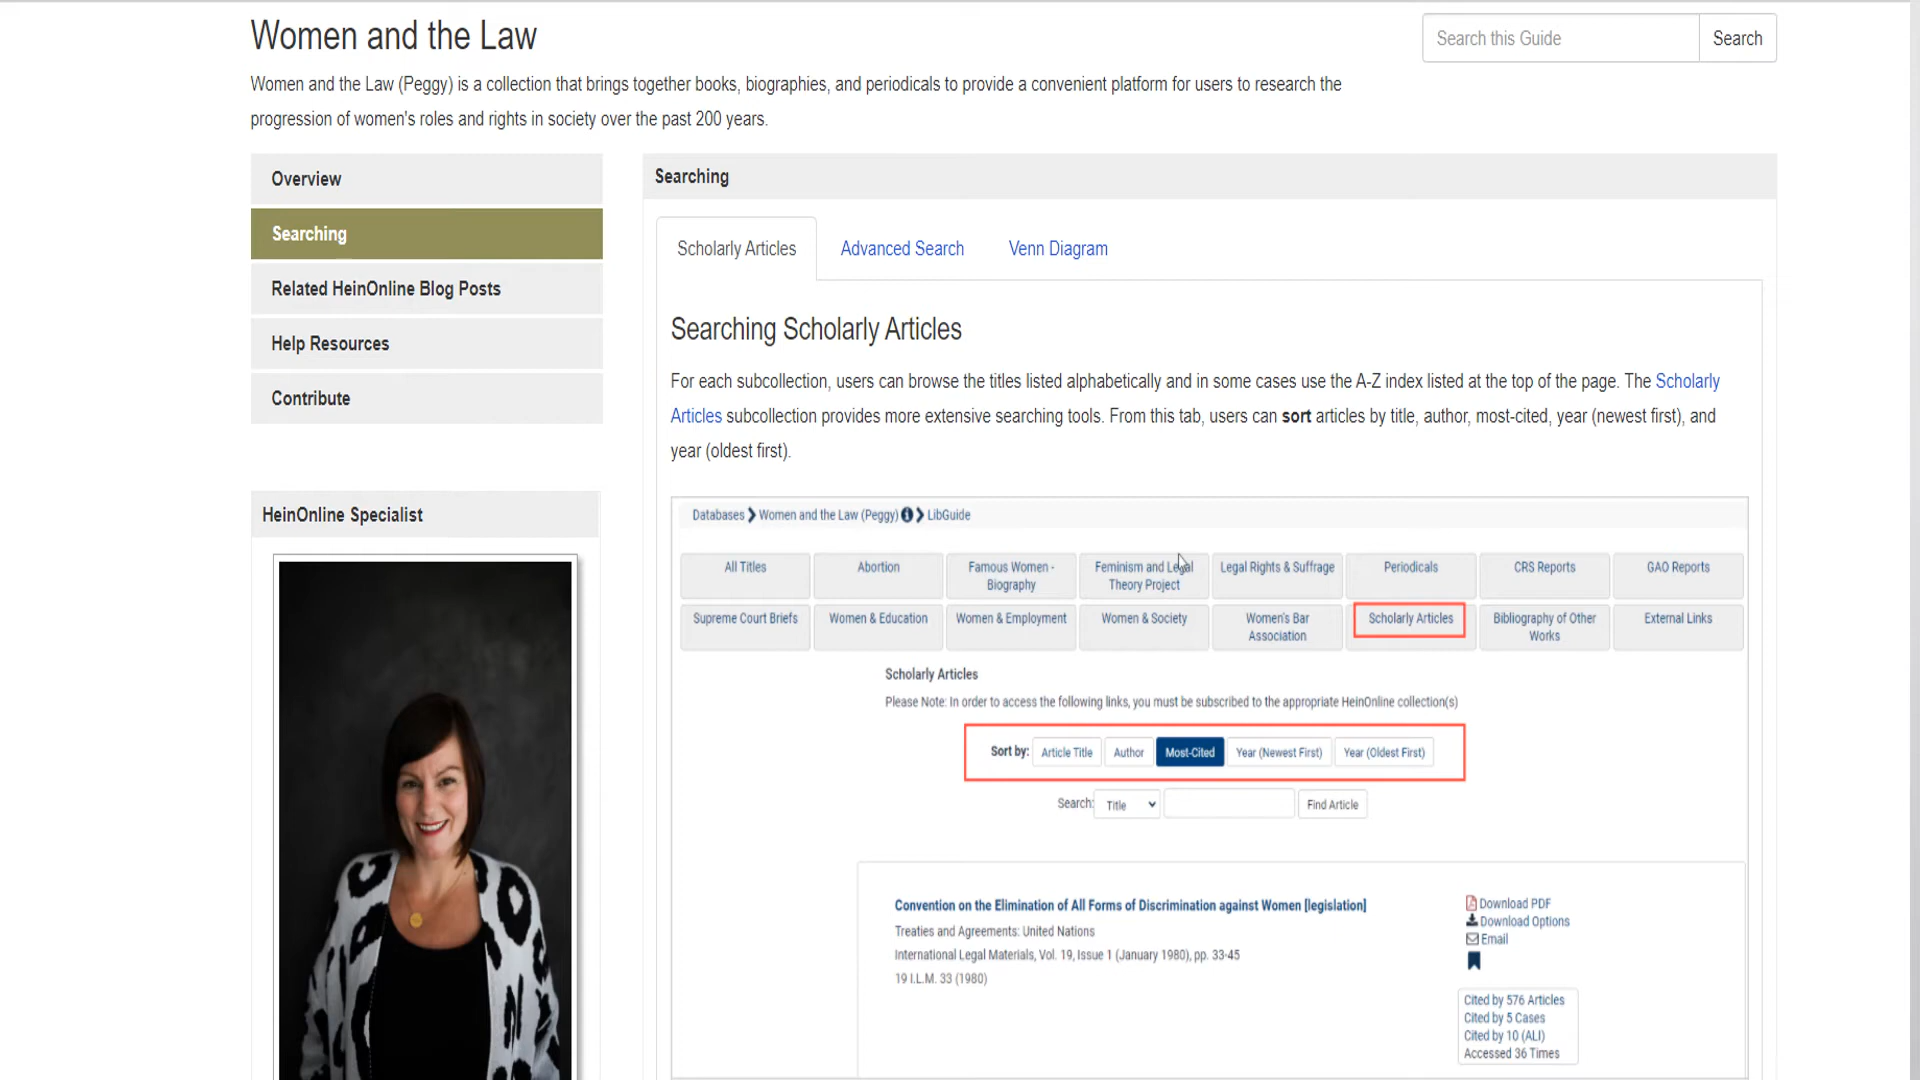 Women and the Law
Search this Guide
Search
Women and the Law (Peggy) is a collection that brings together books, biographies, and periodicals to provide a convenient platform for users to research the
progression of women's roles and rights in society over the past 200 years.
Overview
Searching
Related HeinOnline Blog Posts
Help Resources
Contribute
HeinOnline Specialist
Searching
Scholarly Articles
Advanced Search
Venn Diagram
Searching Scholarly Articles
For each subcollection, users can browse the titles listed alphabetically and in some cases use the A-Z index listed at the top of the page. The Scholarly
Articles subcollection provides more extensive searching tools. From this tab, users can sort articles by title, author, most-cited, year (newest first), and
year (oldest first).
Databases Women and the Law (Peggy) LibGuide
All Titles
Abortion
Famous Women -
Biography
Feminism and Legal
Theory Project
Legal Rights & Suffrage
Periodicals
CRS Reports
GAO Reports
Supreme Court Briefs
Women & Education
Women & Employment
Women & Society
Women's Bar
Association
Scholarly Articles
Bibliography of Other
Works
External Links
Scholarly Articles
Please Note: In order to access the following links, you must be subscribed to the appropriate HeinOnline collection(s)
Sort by: Article Title Author Most-Cited Year (Newest First) Year (Oldest First)
Search: Title Find Article
Convention on the Elimination of All Forms of Discrimination against Women [legislation]
Treaties and Agreements: United Nations
International Legal Materials, Vol. 19, Issue 1 (January 1980), pp. 33-45
19 I.L.M. 33 (1980)
Download PDF
Download Options
Email
Cited by 576 Articles
Cited by 5 Cases
Cited by 10 (ALI)
Accessed 36 Times